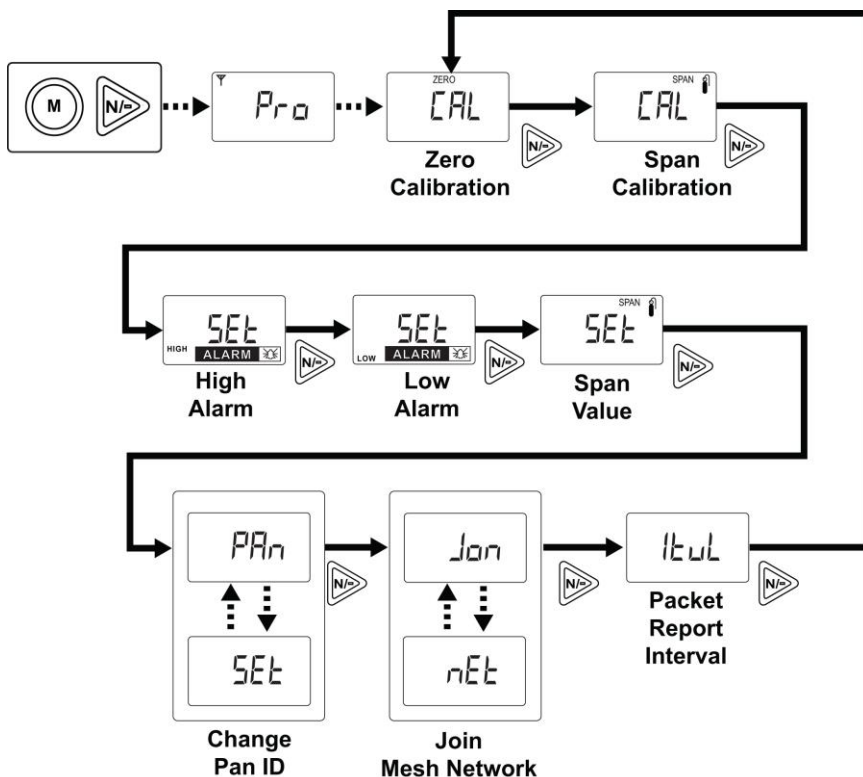 M
N/-
Pro
ZERO
CAL
N/-
Zero
Calibration
SPAN
CAL
N/-
Span
Calibration
SEt
HIGH
ALARM
N/-
High
Alarm
SEt
LOW
ALARM
N/-
Low
Alarm
SPAN
SEt
N/-
Span
Value
PAn
SEt
N/-
Change
Pan ID
Jon
nEt
N/-
Join
Mesh Network
ItuL
N/-
Packet
Report
Interval